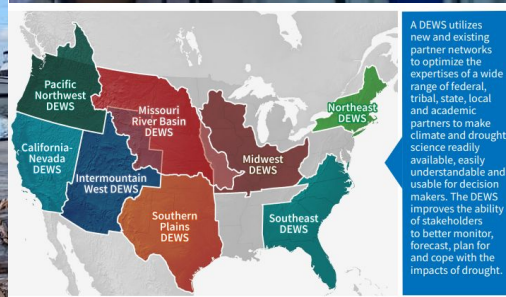 Pacific
Northwest
DEWS
Missouri
River Basin
DEWS
Northeast
DEWS
California-
Nevada
DEWS
Intermountain
West DEWS
Midwest
DEWS
Southern
Plains
DEWS
Southeast
DEWS
A DEWS utilizes
new and existing
partner networks
to optimize the
expertises of a wide
range of federal,
tribal, state, local
and academic
partners to make
climate and drought
science readily
available, easily
understandable and
usable for decision
makers. The DEWS
improves the ability
of stakeholders
to better monitor,
forecast, plan for
and cope with the
impacts of drought.